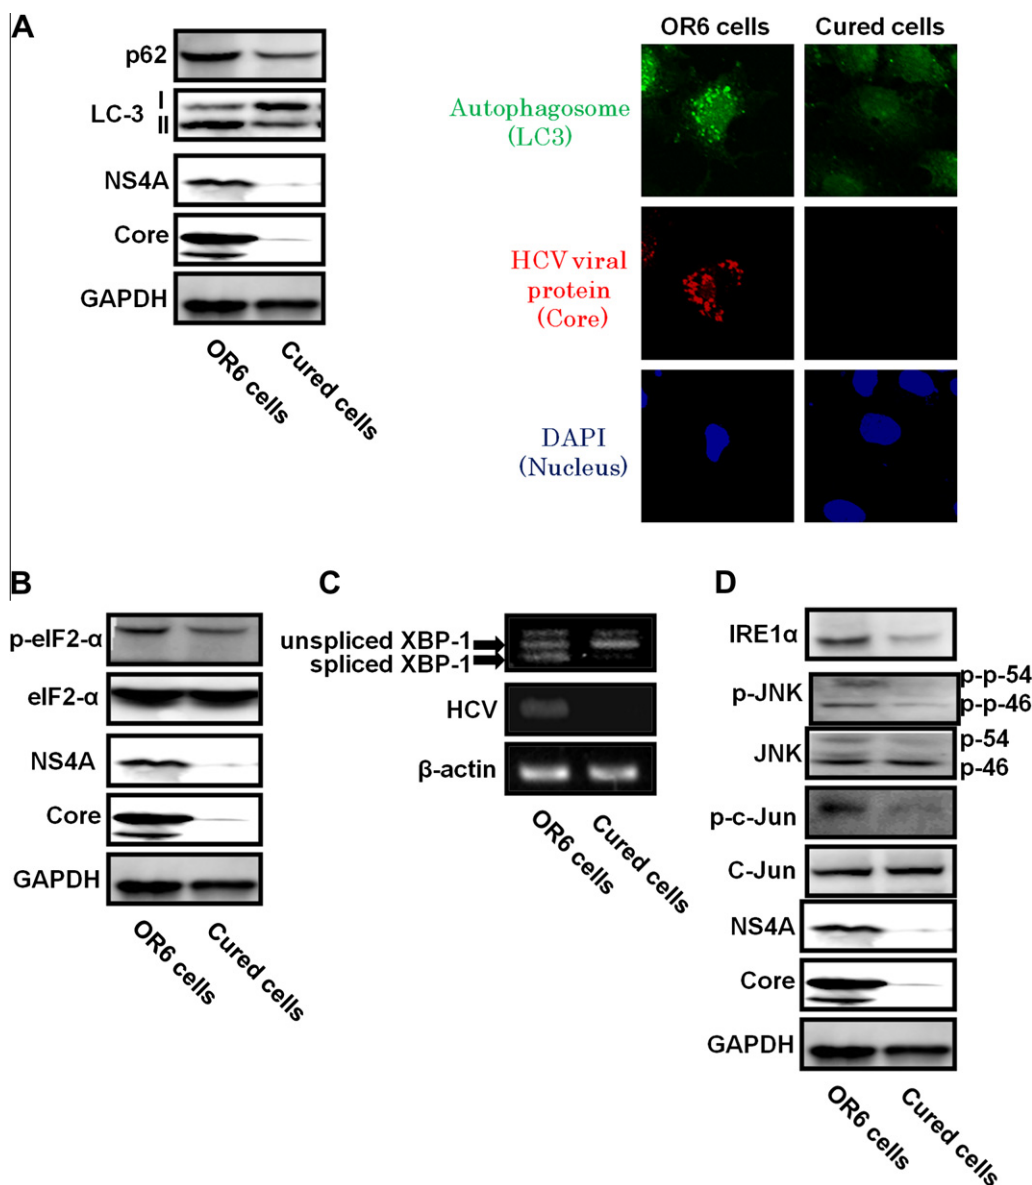 A
p62
LC-3
I
II
NS4A
Core
GAPDH
OR6 cells
Cured cells
OR6 cells
Cured cells
Autophagosome
(LC3)
HCV viral
protein
(Core)
DAPI
(Nucleus)
B
p-eIF2-α
eIF2-α
NS4A
Core
GAPDH
OR6 cells
Cured cells
C
unspliced XBP-1
spliced XBP-1
HCV
β-actin
OR6 cells
Cured cells
D
IRE1α
p-JNK
p-p-54
p-p-46
JNK
p-54
p-46
p-c-Jun
C-Jun
NS4A
Core
GAPDH
OR6 cells
Cured cells